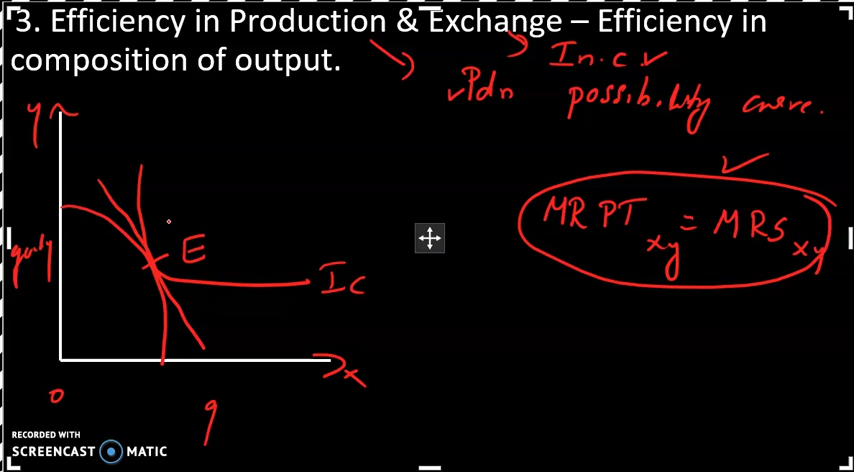 3. Efficiency in Production & Exchange – Efficiency in
composition of output.
In.c
Pdn possibility curve.
y
E
IC
x
o
q
MRPT xy = MRS xy
RECORDED WITH
SCREENCAST MATIC